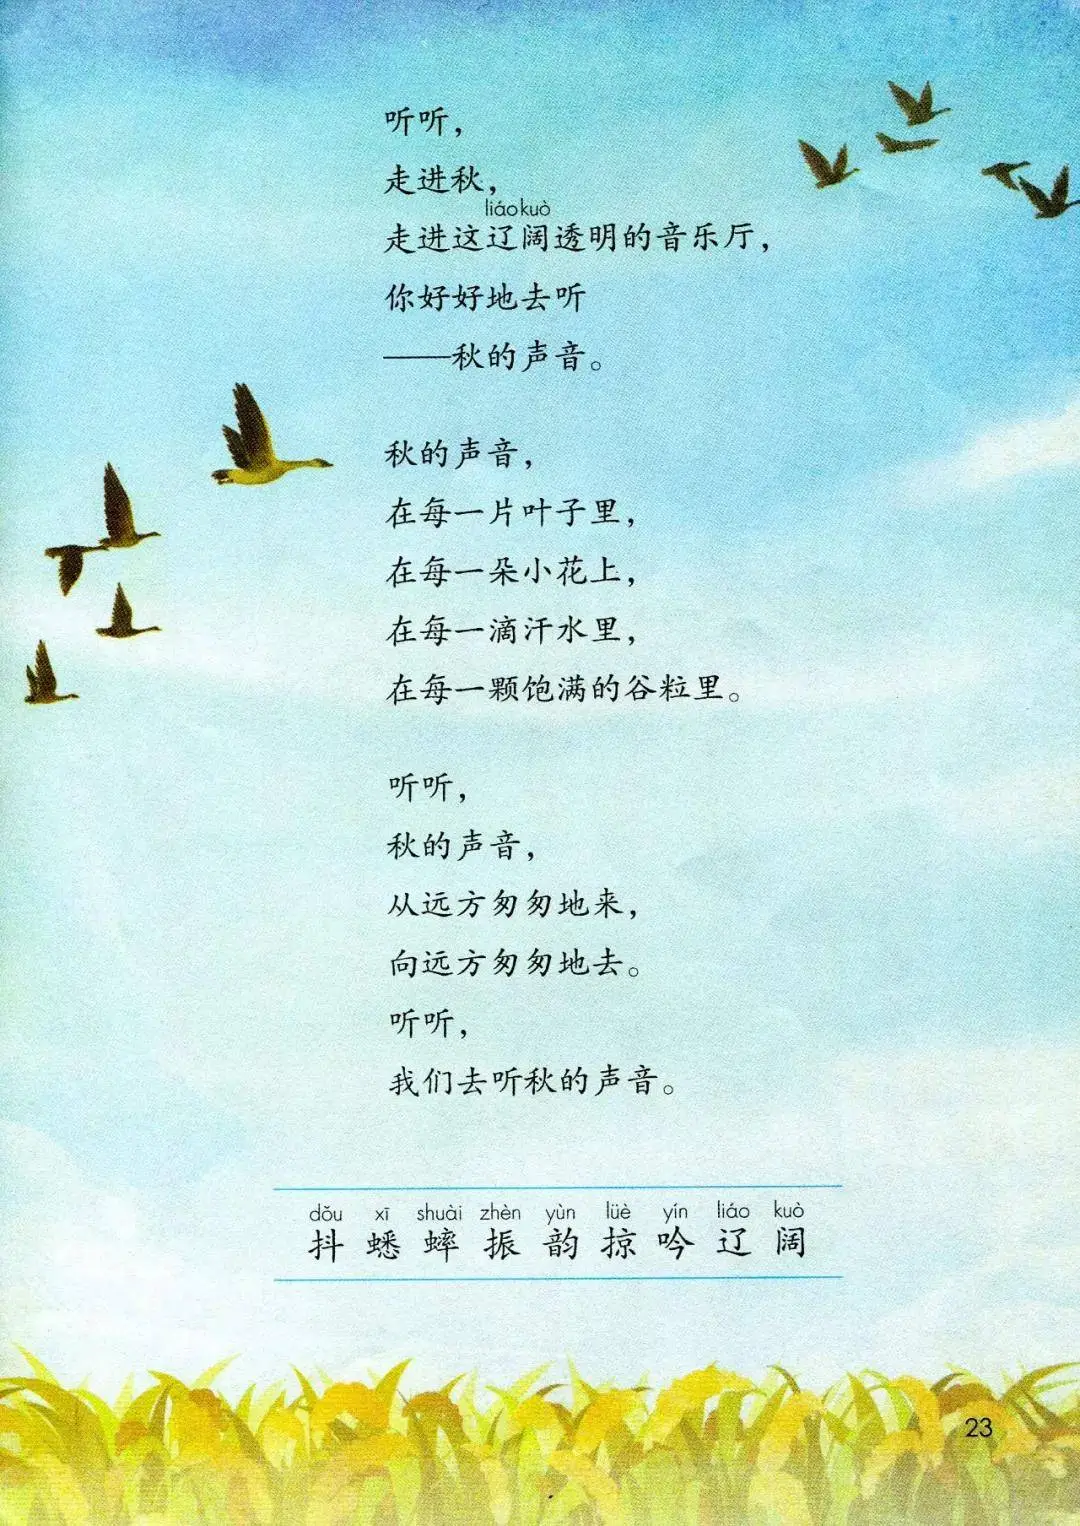 听听，
走进秋，
liáokuò
走进这辽阔透明的音乐厅，
你好好地去听
——秋的声音。
秋的声音，
在每一片叶子里，
在每一朵小花上，
在每一滴汗水里，
在每一颗饱满的谷粒里。
听听，
秋的声音，
从远方匆匆地来，
向远方匆匆地去。
听听，
我们去听秋的声音。
dǒu xī shuài zhèn yùn lüè yín liáo kuò
抖 蟋 蟀 振 韵 掠 吟 辽 阔
23